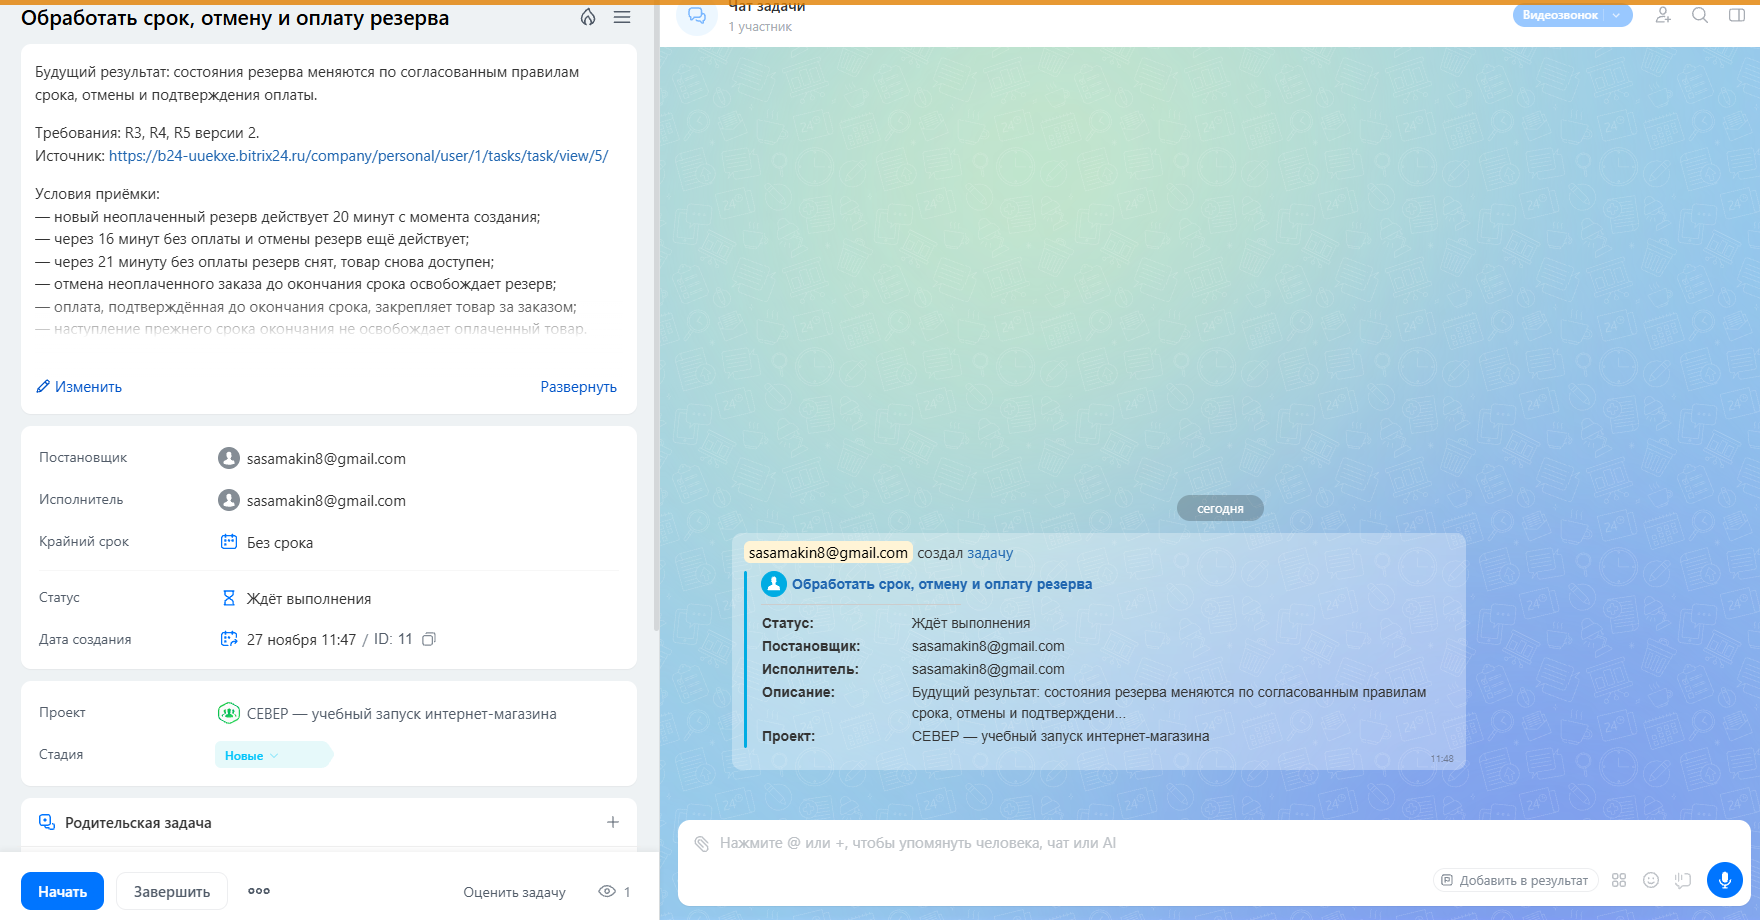 Обработать срок, отмену и оплату резерва
Будущий результат: состояния резерва меняются по согласованным правилам
срока, отмены и подтверждения оплаты.
Требования: R3, R4, R5 версии 2.
Источник: https://b24-uuekxe.bitrix24.ru/company/personal/user/1/tasks/task/view/5/
Условия приёмки:
— новый неоплаченный резерв действует 20 минут с момента создания;
— через 16 минут без оплаты и отмены резерв ещё действует;
— через 21 минуту без оплаты резерв снят, товар снова доступен;
— отмена неоплаченного заказа до окончания срока освобождает резерв;
— оплата, подтверждённая до окончания срока, закрепляет товар за заказом;
— наступление прежнего срока окончания не освобождает оплаченный товар.
Изменить
Развернуть
Постановщик
sasamakin8@gmail.com
Исполнитель
sasamakin8@gmail.com
Крайний срок
Без срока
Статус
Ждёт выполнения
Дата создания
27 ноября 11:47 / ID: 11
Проект
СЕВЕР — учебный запуск интернет-магазина
Стадия
Новые
Родительская задача
Начать
Завершить
Оценить задачу
1
Чат задачи
1 участник
Видеозвонок
сегодня
sasamakin8@gmail.com создал задачу
Обработать срок, отмену и оплату резерва
Статус: Ждёт выполнения
Постановщик: sasamakin8@gmail.com
Исполнитель: sasamakin8@gmail.com
Описание: Будущий результат: состояния резерва меняются по согласованным правилам
срока, отмены и подтверждени...
Проект: СЕВЕР — учебный запуск интернет-магазина
11:48
Нажмите @ или +, чтобы упомянуть человека, чат или AI
Добавить в результат